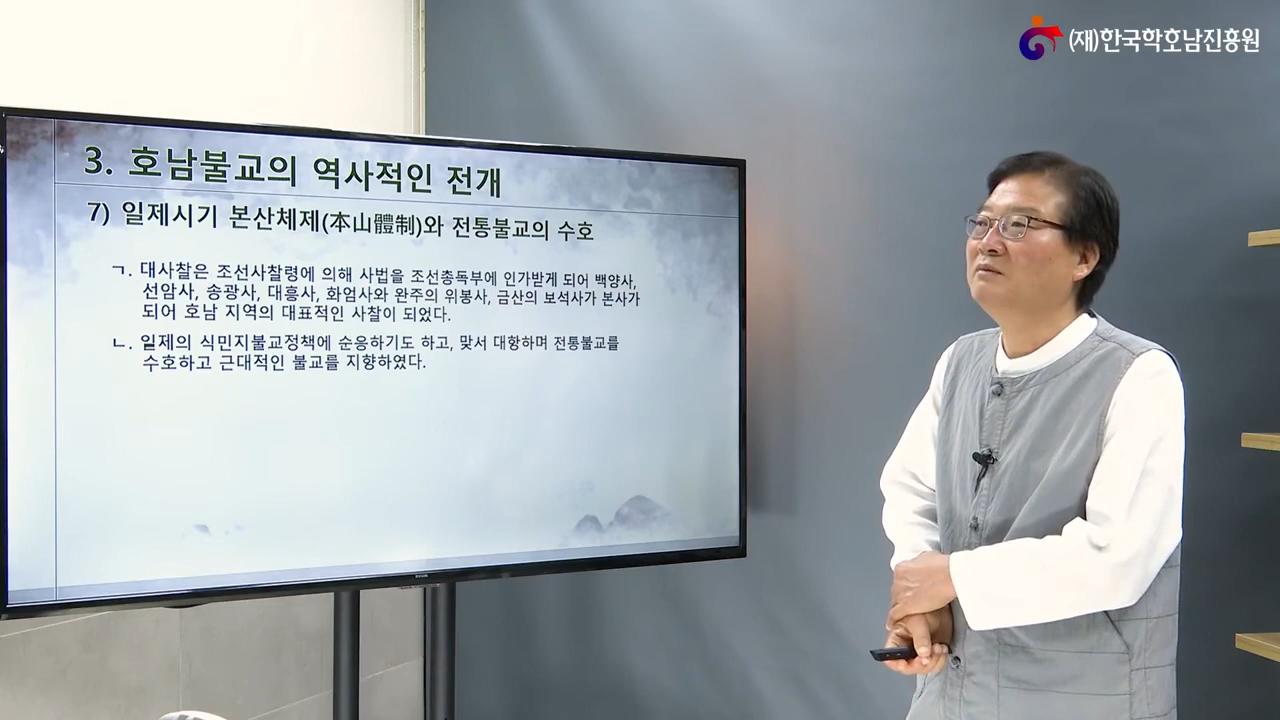 (재)한국학호남진흥원
3. 호남불교의 역사적인 전개
7) 일제시기 본산체제(本山體制)와 전통불교의 수호
ㄱ. 대사찰은 조선사찰령에 의해 사법을 조선총독부에 인가받게 되어 백양사,
선암사, 송광사, 대흥사, 화엄사와 완주의 위봉사, 금산의 보석사가 본사가
되어 호남 지역의 대표적인 사찰이 되었다.
ㄴ. 일제의 식민지불교정책에 순응하기도 하고, 맞서 대항하며 전통불교를
수호하고 근대적인 불교를 지향하였다.